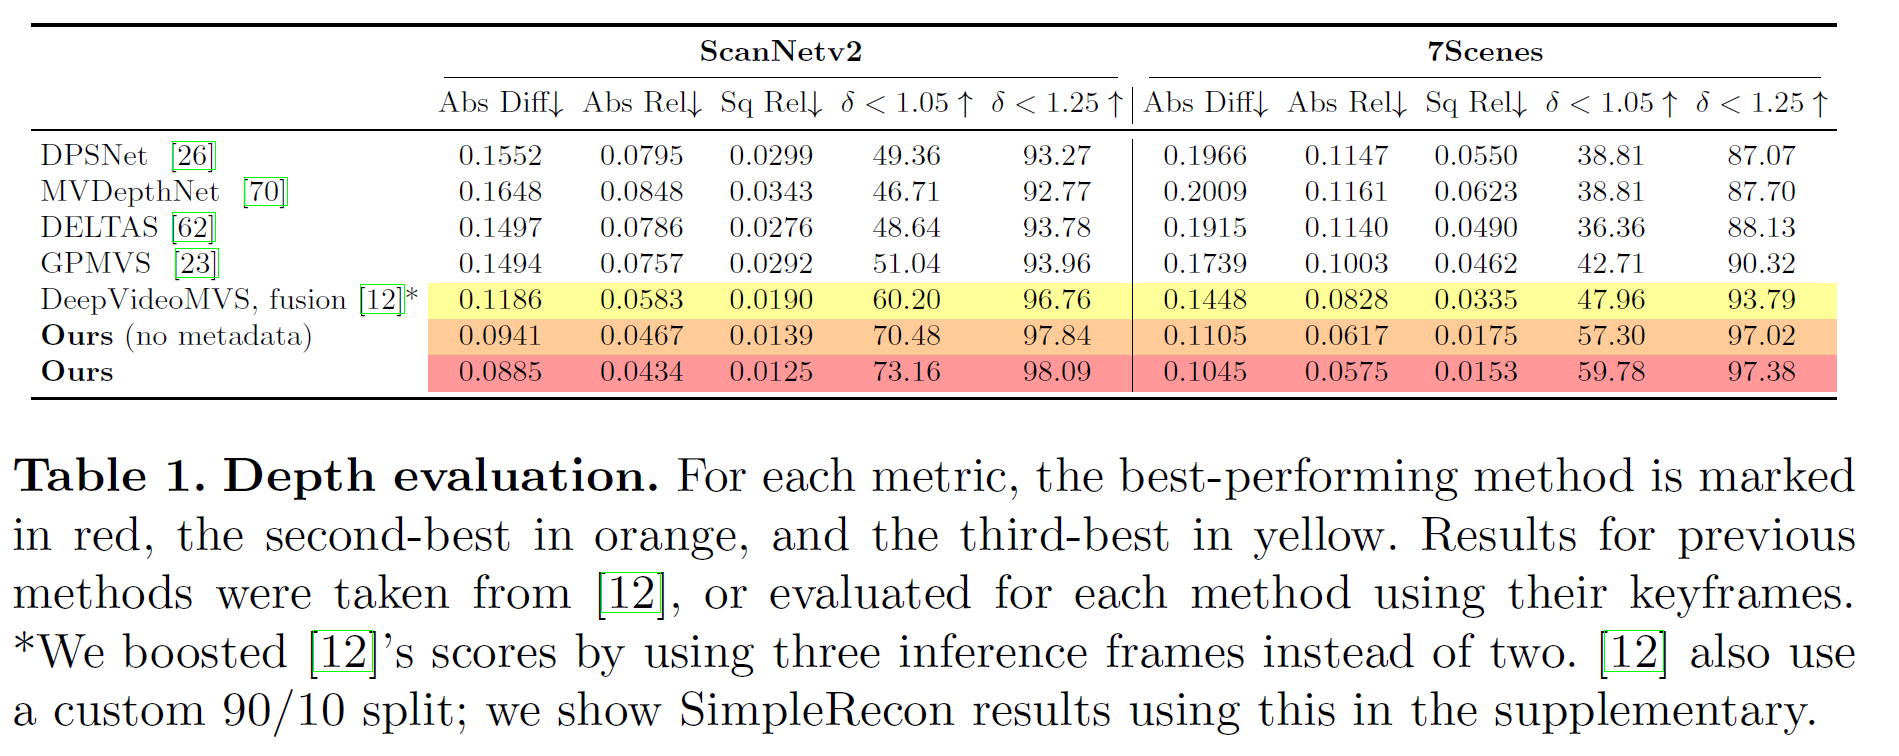 ScanNetv2 7Scenes
Abs Diff↓ Abs Rel↓ Sq Rel↓ δ < 1.05 ↑ δ < 1.25 ↑ Abs Diff↓ Abs Rel↓ Sq Rel↓ δ < 1.05 ↑ δ < 1.25 ↑
DPSNet [26] 0.1552 0.0795 0.0299 49.36 93.27 0.1966 0.1147 0.0550 38.81 87.07
MVDepthNet [70] 0.1648 0.0848 0.0343 46.71 92.77 0.2009 0.1161 0.0623 38.81 87.70
DELTAS [62] 0.1497 0.0786 0.0276 48.64 93.78 0.1915 0.1140 0.0490 36.36 88.13
GPMVS [23] 0.1494 0.0757 0.0292 51.04 93.96 0.1739 0.1003 0.0462 42.71 90.32
DeepVideoMVS, fusion [12]* 0.1186 0.0583 0.0190 60.20 96.76 0.1448 0.0828 0.0335 47.96 93.79
Ours (no metadata) 0.0941 0.0467 0.0139 70.48 97.84 0.1105 0.0617 0.0175 57.30 97.02
Ours 0.0885 0.0434 0.0125 73.16 98.09 0.1045 0.0575 0.0153 59.78 97.38
Table 1. Depth evaluation. For each metric, the best-performing method is marked
in red, the second-best in orange, and the third-best in yellow. Results for previous
methods were taken from [12], or evaluated for each method using their keyframes.
*We boosted [12]'s scores by using three inference frames instead of two. [12] also use
a custom 90/10 split; we show SimpleRecon results using this in the supplementary.